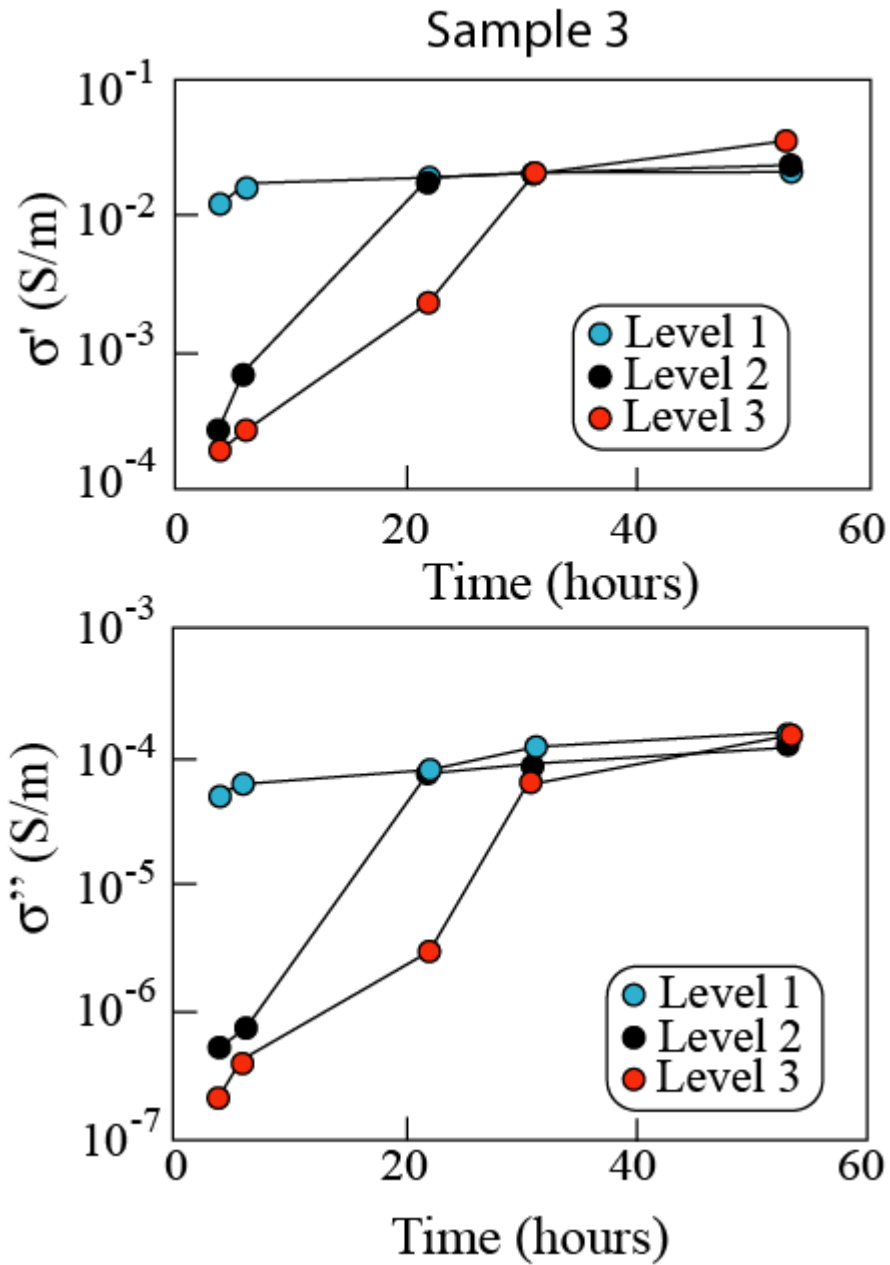 Sample 3
10-1
10-2
10-3
10-4
σ' (S/m)
Level 1
Level 2
Level 3
0 20 40 60
Time (hours)
10-3
10-4
10-5
10-6
10-7
σ’’ (S/m)
Level 1
Level 2
Level 3
0 20 40 60
Time (hours)